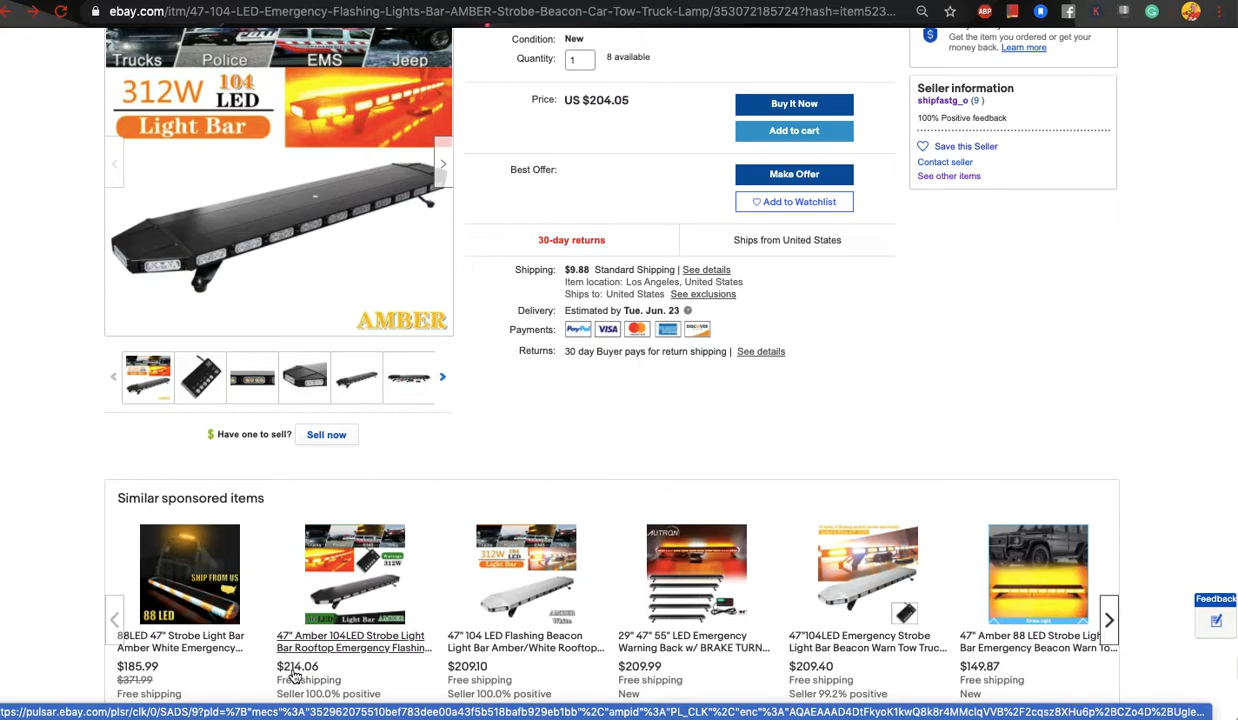 ebay.com/itm/47-104-LED-Emergency-Flashing-Lights-Bar-AMBER-Strobe-Beacon-Car-Tow-Truck-Lamp/353072185724?hash=item523...
Trucks Police EMS Jeep
312W 104 LED
Light Bar
AMBER
Have one to sell? Sell now
Condition: New
Quantity: 1 8 available
Price: US $204.05
Buy It Now
Add to cart
Best Offer:
Make Offer
Add to Watchlist
30-day returns
Ships from United States
Shipping: $9.88 Standard Shipping | See details
Item location: Los Angeles, United States
Ships to: United States See exclusions
Delivery: Estimated by Tue. Jun. 23
Payments: PayPal VISA
Returns: 30 day Buyer pays for return shipping | See details
Get the item you ordered or get your
money back. Learn more
Seller information
shipfastg_o (9 )
100% Positive feedback
Save this Seller
Contact seller
See other items
Similar sponsored items
SHIP FROM US
88 LED
88LED 47" Strobe Light Bar
Amber White Emergency...
$185.99
$371.99
Free shipping
312W
47" Amber 104LED Strobe Light
Bar Rooftop Emergency Flashin...
$214.06
Free shipping
Seller 100.0% positive
312W 104 LED
Light Bar
AMBER
White
47" 104 LED Flashing Beacon
Light Bar Amber/White Rooftop...
$209.10
Free shipping
Seller 100.0% positive
AUTRON
29" 47" 55" LED Emergency
Warning Back w/ BRAKE TURN...
$209.99
Free shipping
New
47"104LED Emergency Strobe
Light Bar Beacon Warn Tow Truc...
$209.40
Free shipping
Seller 99.2% positive
Strobe Light
47" Amber 88 LED Strobe Ligh
Bar Emergency Beacon Warn To...
$149.87
Free shipping
New
Feedback
ttps://pulsar.ebay.com/plsr/clk/0/SADS/9?pld=%7B"mecs"%3A"352962075510bef783dee00a43f5b518bafb929eb1bb"%2C"ampid"%3A"PL_CLK"%2C"enc"%3A"AQAEAAAD4DtFkyoK1kwQ8k8r4MMclqVVB%2F2cqsz8XHu6p%2BCZo4D%2BUgle...